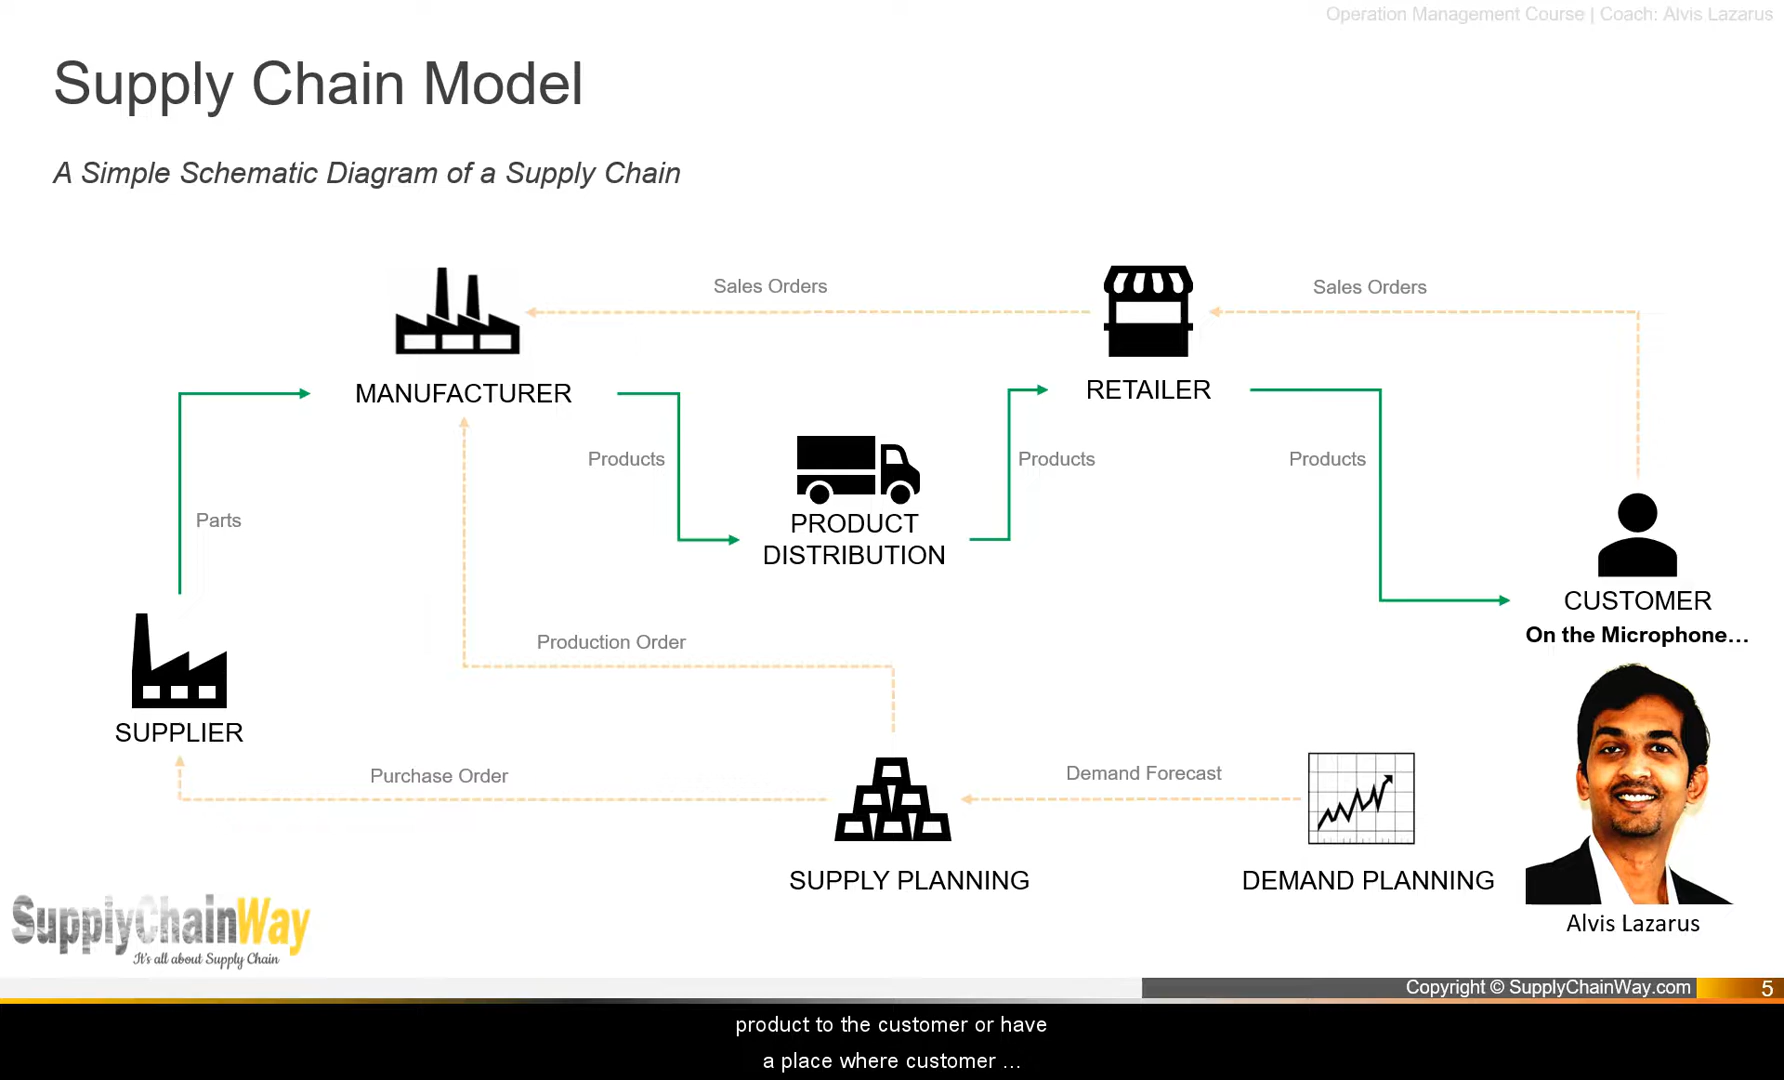 Operation Management Course | Coach: Alvis Lazarus
Supply Chain Model
A Simple Schematic Diagram of a Supply Chain
Sales Orders
Sales Orders
MANUFACTURER
RETAILER
Products
Products
Products
Parts
PRODUCT
DISTRIBUTION
CUSTOMER
On the Microphone...
Production Order
SUPPLIER
Purchase Order
Demand Forecast
SUPPLY PLANNING
DEMAND PLANNING
Alvis Lazarus
SupplyChainWay
It's all about Supply Chain
Copyright © SupplyChainWay.com
5
product to the customer or have
a place where customer ...